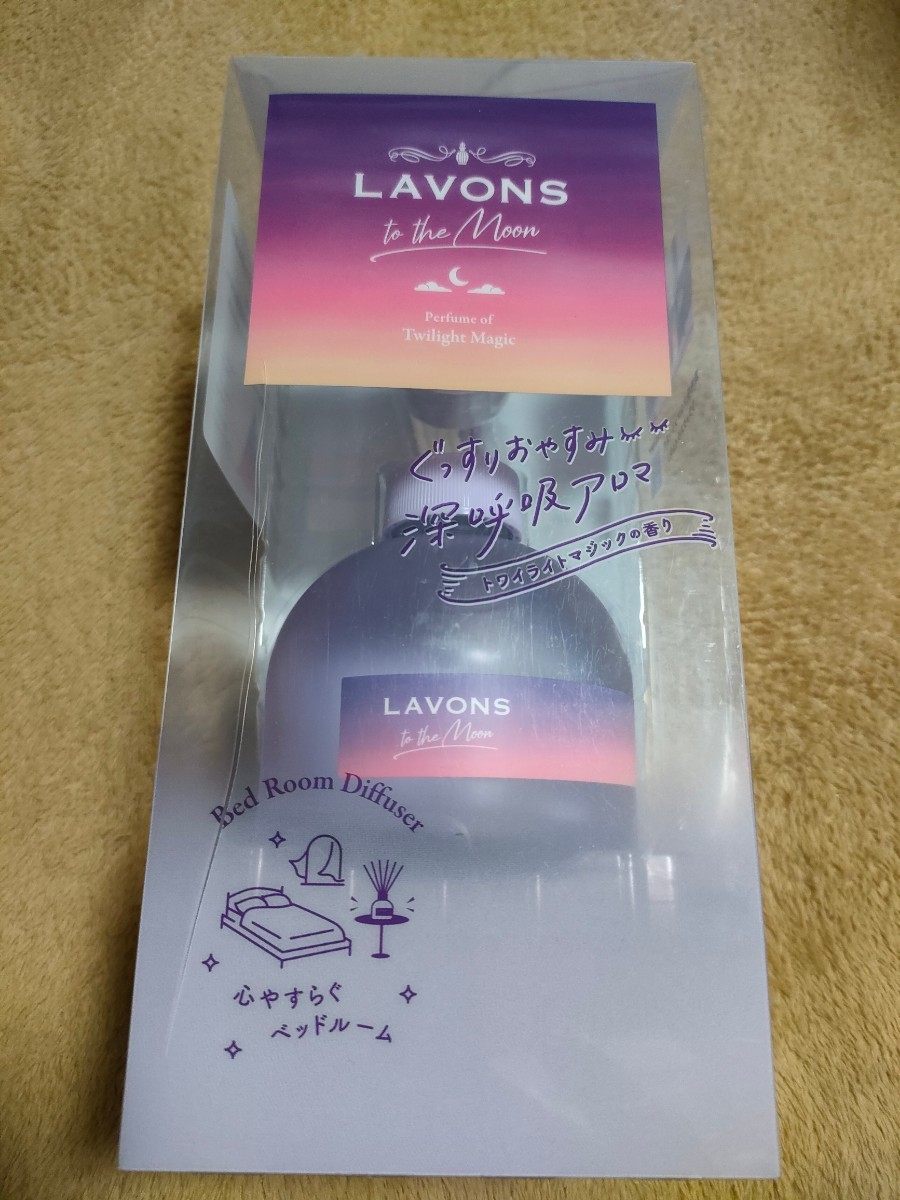 LAVONS
to the Moon
Perfume of
Twilight Magic
ぐっすりおやすみ
深呼吸アロマ
トワイライトマジックの香り
LAVONS
to the Moon
Bed Room Diffuser
心やすらぐ
ベッドルーム